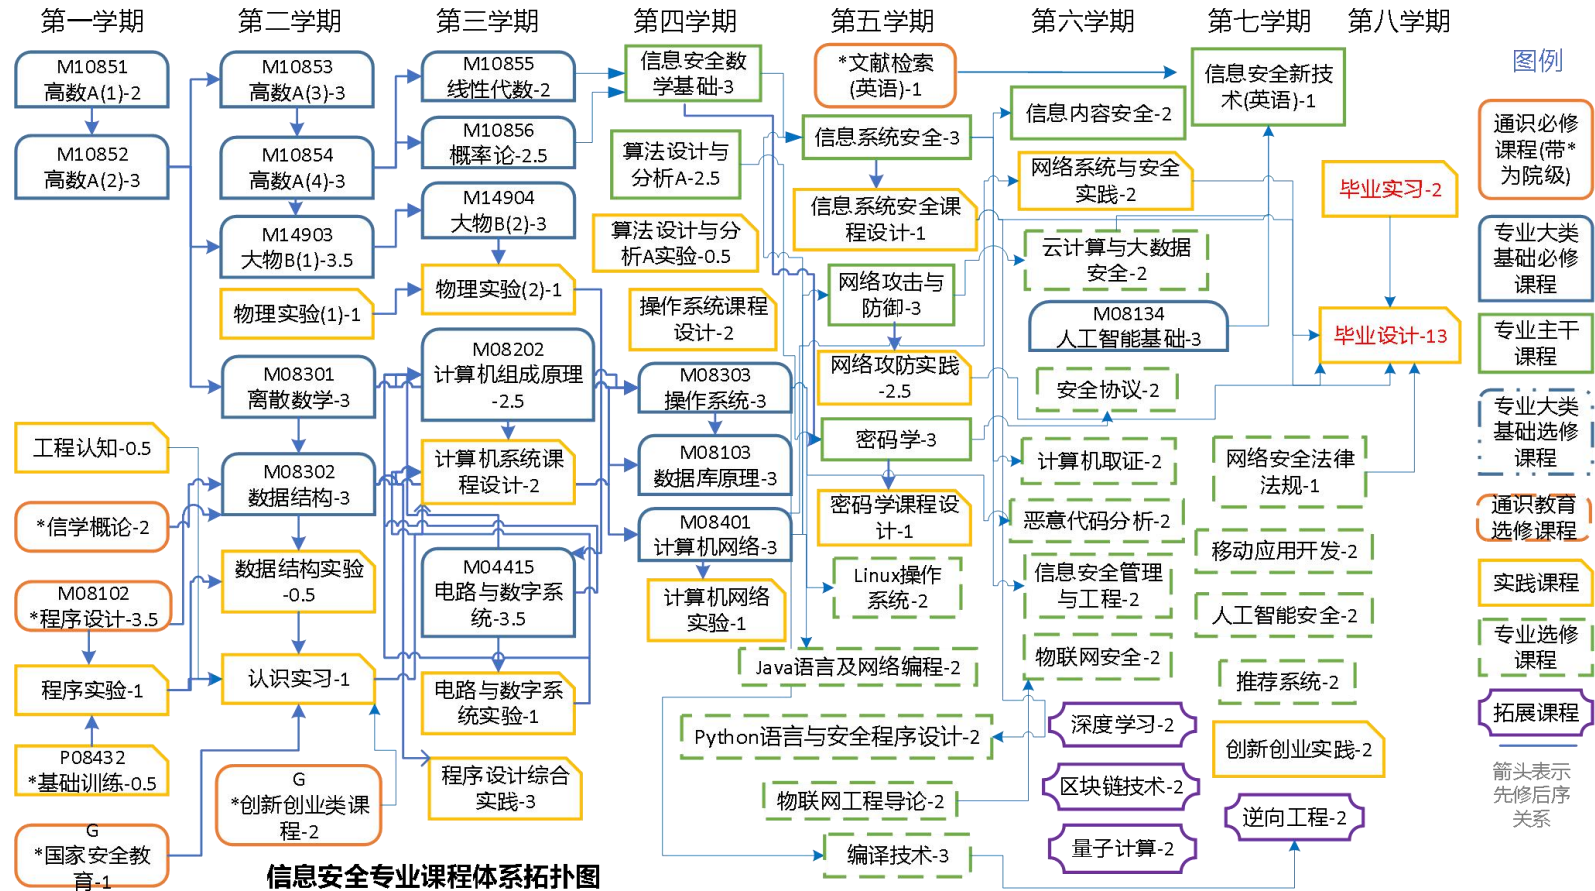 第一学期
第二学期
第三学期
第四学期
第五学期
第六学期
第七学期
第八学期
M10851
高数A(1)-2
M10852
高数A(2)-3
工程认知-0.5
*信学概论-2
M08102
*程序设计-3.5
程序实验-1
P08432
*基础训练-0.5
G
*国家安全教
育-1
M10853
高数A(3)-3
M10854
高数A(4)-3
M14903
大物B(1)-3.5
物理实验(1)-1
M08301
离散数学-3
M08302
数据结构-3
数据结构实验
-0.5
认识实习-1
G
*创新创业类课
程-2
M10855
线性代数-2
M10856
概率论-2.5
M14904
大物B(2)-3
物理实验(2)-1
M08202
计算机组成原理
-2.5
计算机系统课
程设计-2
M04415
电路与数字系
统-3.5
电路与数字系
统实验-1
程序设计综合
实践-3
信息安全数
学基础-3
算法设计与
分析A-2.5
算法设计与分
析A实验-0.5
操作系统课程
设计-2
M08303
操作系统-3
M08103
数据库原理-3
M08401
计算机网络-3
计算机网络
实验-1
Java语言及网络编程-2
Python语言与安全程序设计-2
物联网工程导论-2
编译技术-3
*文献检索
(英语)-1
信息系统安全-3
信息系统安全课
程设计-1
网络攻击与
防御-3
网络攻防实践
-2.5
密码学-3
密码学课程设
计-1
Linux操作
系统-2
信息内容安全-2
网络系统与安全
实践-2
云计算与大数据
安全-2
M08134
人工智能基础-3
安全协议-2
计算机取证-2
恶意代码分析-2
信息安全管理
与工程-2
物联网安全-2
深度学习-2
区块链技术-2
量子计算-2
信息安全新技
术(英语)-1
网络安全法律
法规-1
移动应用开发-2
人工智能安全-2
推荐系统-2
创新创业实践-2
逆向工程-2
毕业实习-2
毕业设计-13
图例
通识必修
课程(带*
为院级)
专业大类
基础必修
课程
专业主干
课程
专业大类
基础选修
课程
通识教育
选修课程
实践课程
专业选修
课程
拓展课程
箭头表示
先修后序
关系
信息安全专业课程体系拓扑图